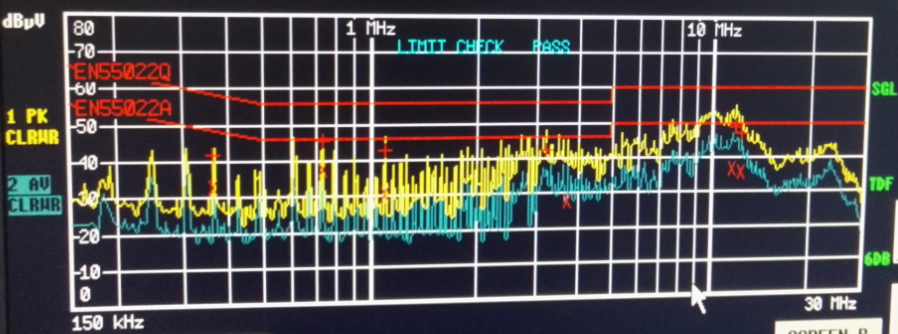 dBµV
80
1 MHz
10 MHz
LIMIT CHECK PASS
70
EN55022Q
60
SGL
EN55022A
1 PK
CLRWR
50
40
2 AV
CLRWR
TDF
30
20
6DB
10
0
30 MHz
150 kHz